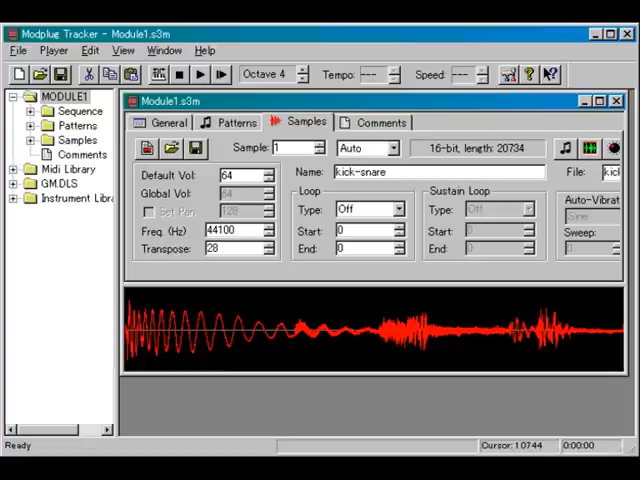 Modplug Tracker - Module1.s3m
File Player Edit View Window Help
Octave 4 Tempo: --- Speed: ---
MODULE1
Sequence
Patterns
Samples
Comments
Midi Library
GM.DLS
Instrument Libra
Module1.s3m
General Patterns Samples Comments
Sample: 1 Auto 16-bit, length: 20734
Default Vol: 64 Name: kick-snare File: kic
Global Vol: 64 Loop Sustain Loop Auto-Vibrat
Set Pan 128 Type: Off Type: Off Sine
Freq. (Hz) 44100 Start: 0 Start: 0 Sweep:
Transpose: 28 End: 0 End: 0 0
Ready Cursor: 10744 0:00:00